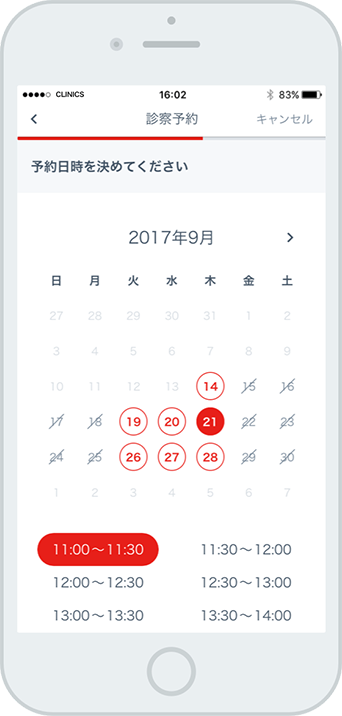 CLINICS 16:02 83%
診察予約 キャンセル
予約日時を決めてください
2017年9月
日 月 火 水 木 金 土
27 28 29 30 31 1 2
3 4 5 6 7 8 9
10 11 12 13 14 15 16
17 18 19 20 21 22 23
24 25 26 27 28 29 30
1 2 3 4 5 6 7
11:00〜11:30 11:30〜12:00
12:00〜12:30 12:30〜13:00
13:00〜13:30 13:30〜14:00